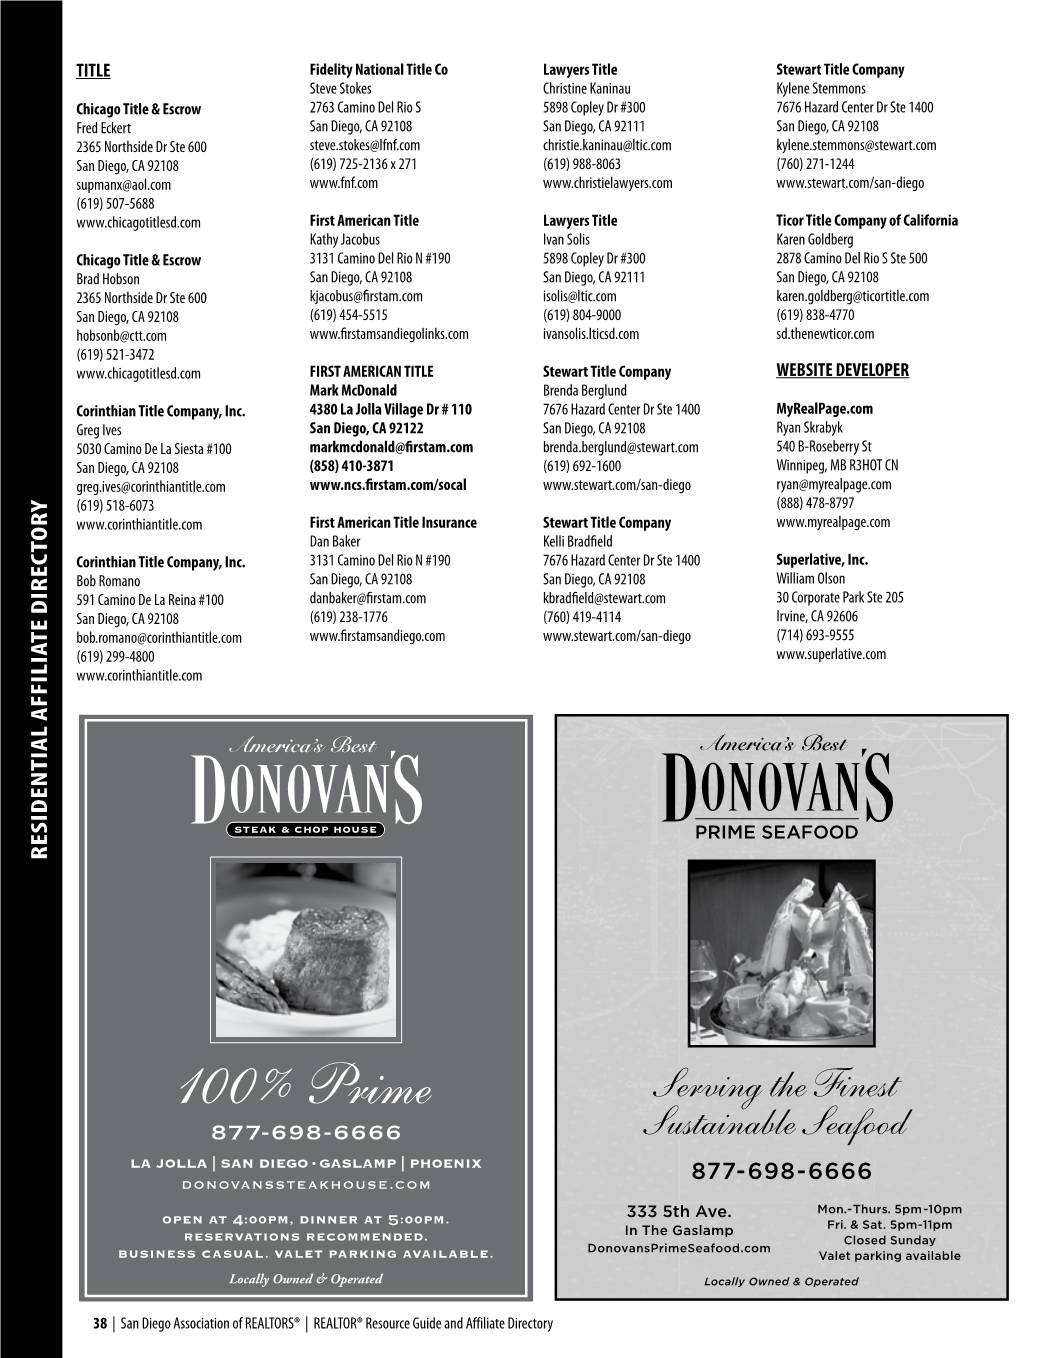 RESIDENTIAL AFFILIATE DIRECTORY
TITLE
Chicago Title & Escrow
Fred Eckert
2365 Northside Dr Ste 600
San Diego, CA 92108
supmanx@aol.com
(619) 507-5688
www.chicagotitlesd.com
Chicago Title & Escrow
Brad Hobson
2365 Northside Dr Ste 600
San Diego, CA 92108
hobsonb@ctt.com
(619) 521-3472
www.chicagotitlesd.com
Corinthian Title Company, Inc.
Greg Ives
5030 Camino De La Siesta #100
San Diego, CA 92108
greg.ives@corinthiantitle.com
(619) 518-6073
www.corinthiantitle.com
Corinthian Title Company, Inc.
Bob Romano
591 Camino De La Reina #100
San Diego, CA 92108
bob.romano@corinthiantitle.com
(619) 299-4800
www.corinthiantitle.com
Fidelity National Title Co
Steve Stokes
2763 Camino Del Rio S
San Diego, CA 92108
steve.stokes@lfnf.com
(619) 725-2136 x 271
www.fnf.com
First American Title
Kathy Jacobus
3131 Camino Del Rio N #190
San Diego, CA 92108
kjacobus@firstam.com
(619) 454-5515
www.firstamsandiegolinks.com
FIRST AMERICAN TITLE
Mark McDonald
4380 La Jolla Village Dr # 110
San Diego, CA 92122
markmcdonald@firstam.com
(858) 410-3871
www.ncs.firstam.com/socal
First American Title Insurance
Dan Baker
3131 Camino Del Rio N #190
San Diego, CA 92108
danbaker@firstam.com
(619) 238-1776
www.firstamsandiego.com
Lawyers Title
Christine Kaninau
5898 Copley Dr #300
San Diego, CA 92111
christie.kaninau@ltic.com
(619) 988-8063
www.christielawyers.com
Lawyers Title
Ivan Solis
5898 Copley Dr #300
San Diego, CA 92111
isolis@ltic.com
(619) 804-9000
ivansolis.lticsd.com
Stewart Title Company
Brenda Berglund
7676 Hazard Center Dr Ste 1400
San Diego, CA 92108
brenda.berglund@stewart.com
(619) 692-1600
www.stewart.com/san-diego
Stewart Title Company
Kelli Bradfield
7676 Hazard Center Dr Ste 1400
San Diego, CA 92108
kbradfield@stewart.com
(760) 419-4114
www.stewart.com/san-diego
Stewart Title Company
Kylene Stemmons
7676 Hazard Center Dr Ste 1400
San Diego, CA 92108
kylene.stemmons@stewart.com
(760) 271-1244
www.stewart.com/san-diego
Ticor Title Company of California
Karen Goldberg
2878 Camino Del Rio S Ste 500
San Diego, CA 92108
karen.goldberg@ticortitle.com
(619) 838-4770
sd.thenewticor.com
WEBSITE DEVELOPER
MyRealPage.com
Ryan Skrabyk
540 B-Roseberry St
Winnipeg, MB R3HOT CN
ryan@myrealpage.com
(888) 478-8797
www.myrealpage.com
Superlative, Inc.
William Olson
30 Corporate Park Ste 205
Irvine, CA 92606
(714) 693-9555
www.superlative.com
America's Best
DONOVAN'S
STEAK & CHOP HOUSE
100% Prime
877-698-6666
LA JOLLA | SAN DIEGO • GASLAMP | PHOENIX
DONOVANSSTEAKHOUSE.COM
OPEN AT 4:00PM, DINNER AT 5:00PM.
RESERVATIONS RECOMMENDED.
BUSINESS CASUAL. VALET PARKING AVAILABLE.
Locally Owned & Operated
America's Best
DONOVAN'S
PRIME SEAFOOD
Serving the Finest
Sustainable Seafood
877-698-6666
333 5th Ave.
In The Gaslamp
DonovansPrimeSeafood.com
Mon.-Thurs. 5pm-10pm
Fri. & Sat. 5pm-11pm
Closed Sunday
Valet parking available
Locally Owned & Operated
38 | San Diego Association of REALTORS® | REALTOR® Resource Guide and Affiliate Directory